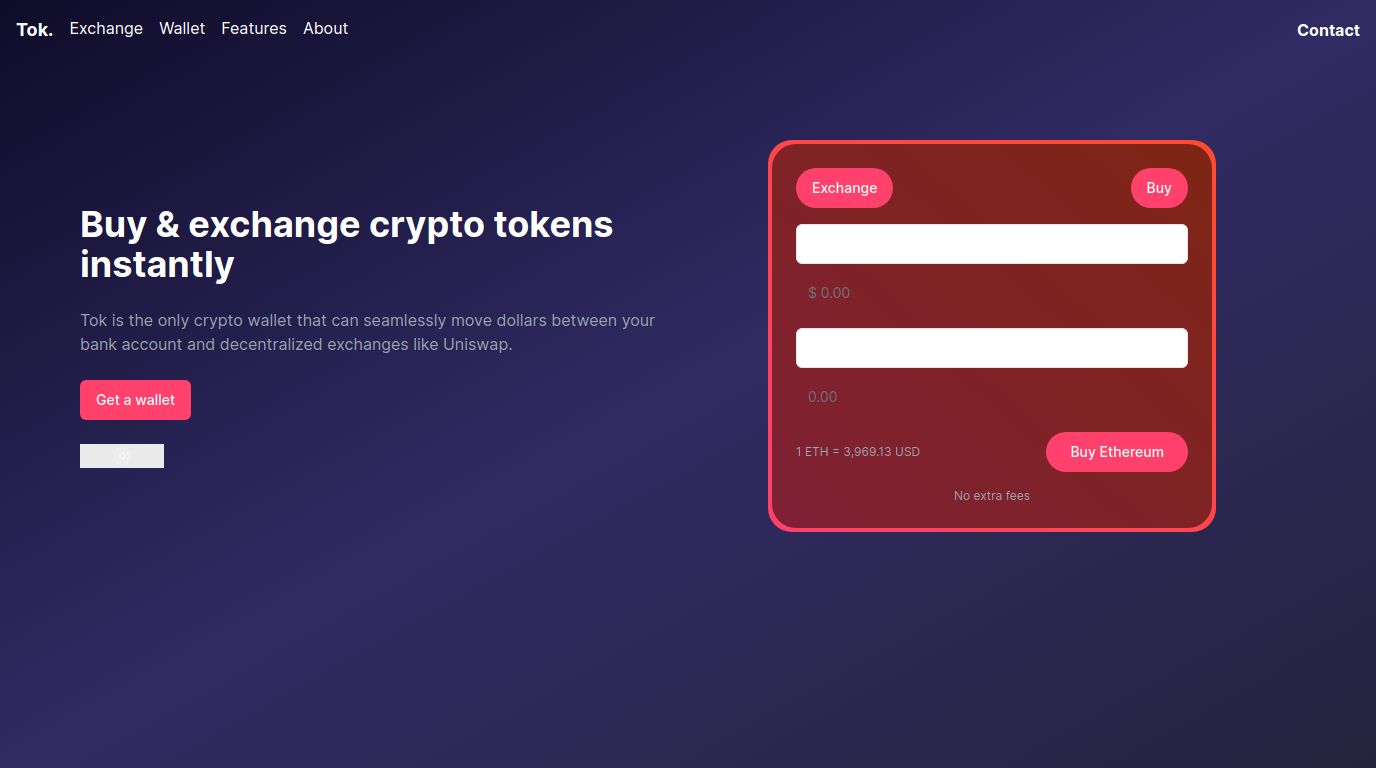 Tok. Exchange Wallet Features About Contact
Buy & exchange crypto tokens
instantly
Tok is the only crypto wallet that can seamlessly move dollars between your
bank account and decentralized exchanges like Uniswap.
Get a wallet
Exchange Buy
$ 0.00
0.00
1 ETH = 3,969.13 USD Buy Ethereum
No extra fees